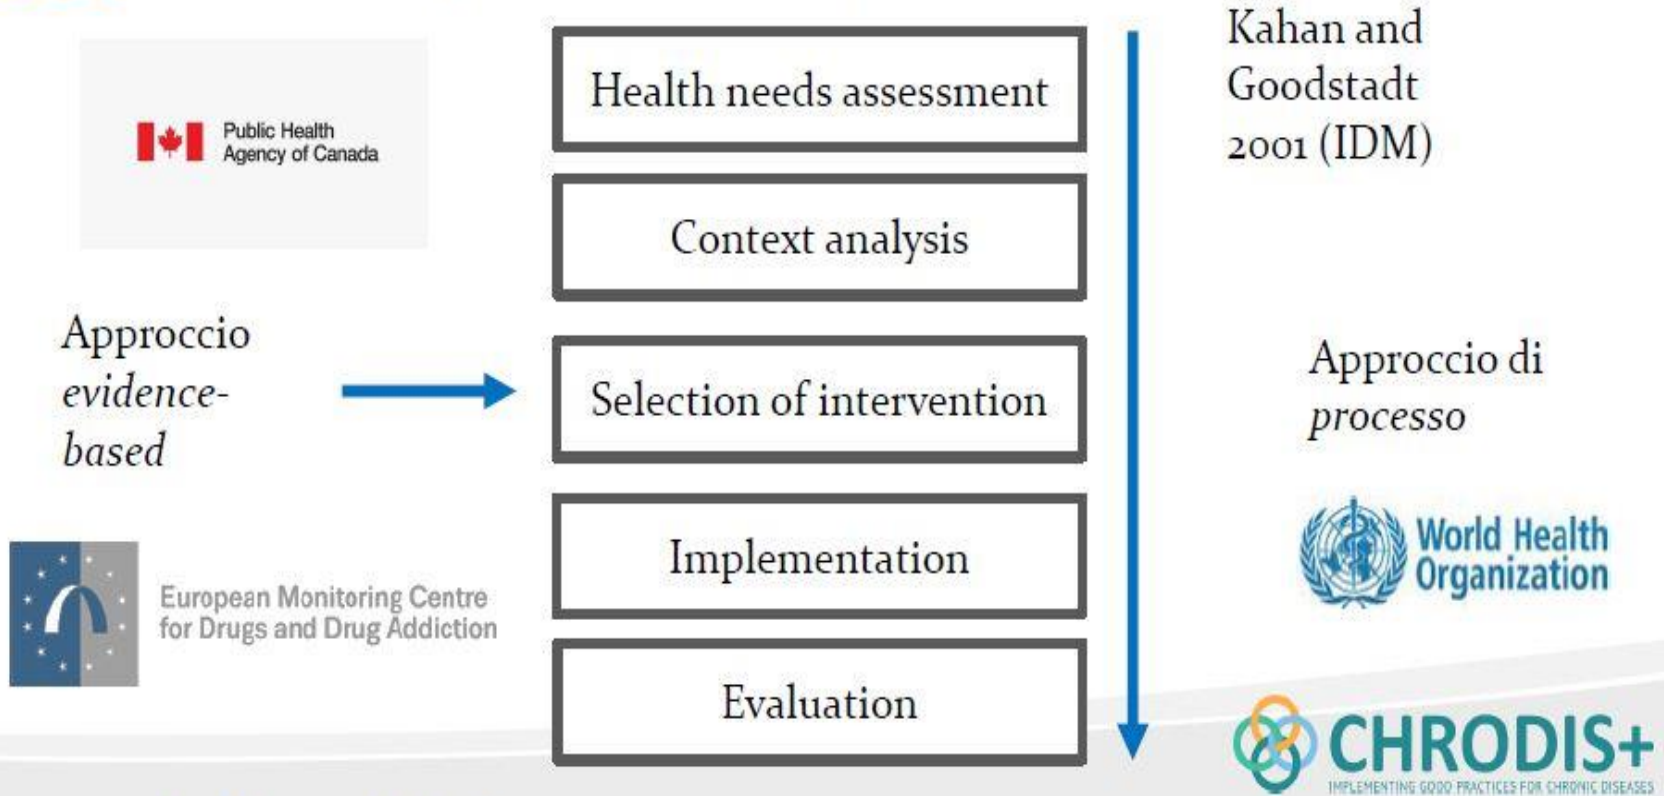 Public Health
Agency of Canada
Approccio
evidence-
based
European Monitoring Centre
for Drugs and Drug Addiction
Health needs assessment
Context analysis
Selection of intervention
Implementation
Evaluation
Kahan and
Goodstadt
2001 (IDM)
Approccio di
processo
World Health
Organization
CHRODIS+
IMPLEMENTING GOOD PRACTICES FOR CHRONIC DISEASES